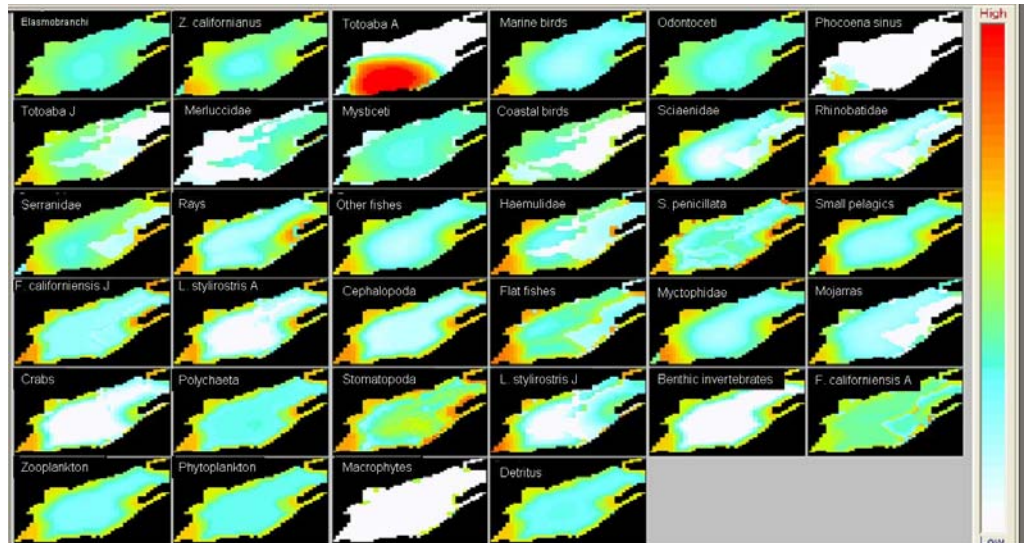 High
Elasmobranchi
Z. californianus
Totoaba A
Marine birds
Odontoceti
Phocoena sinus
Totoaba J
Merluccidae
Mysticeti
Coastal birds
Sciaenidae
Rhinobatidae
Serranidae
Rays
Other fishes
Haemulidae
S. penicillata
Small pelagics
F. californiensis J
L. stylirostris A
Cephalopoda
Flat fishes
Myctophidae
Mojarras
Crabs
Polychaeta
Stomatopoda
L. stylirostris J
Benthic invertebrates
F. californiensis A
Zooplankton
Phytoplankton
Macrophytes
Detritus
Low